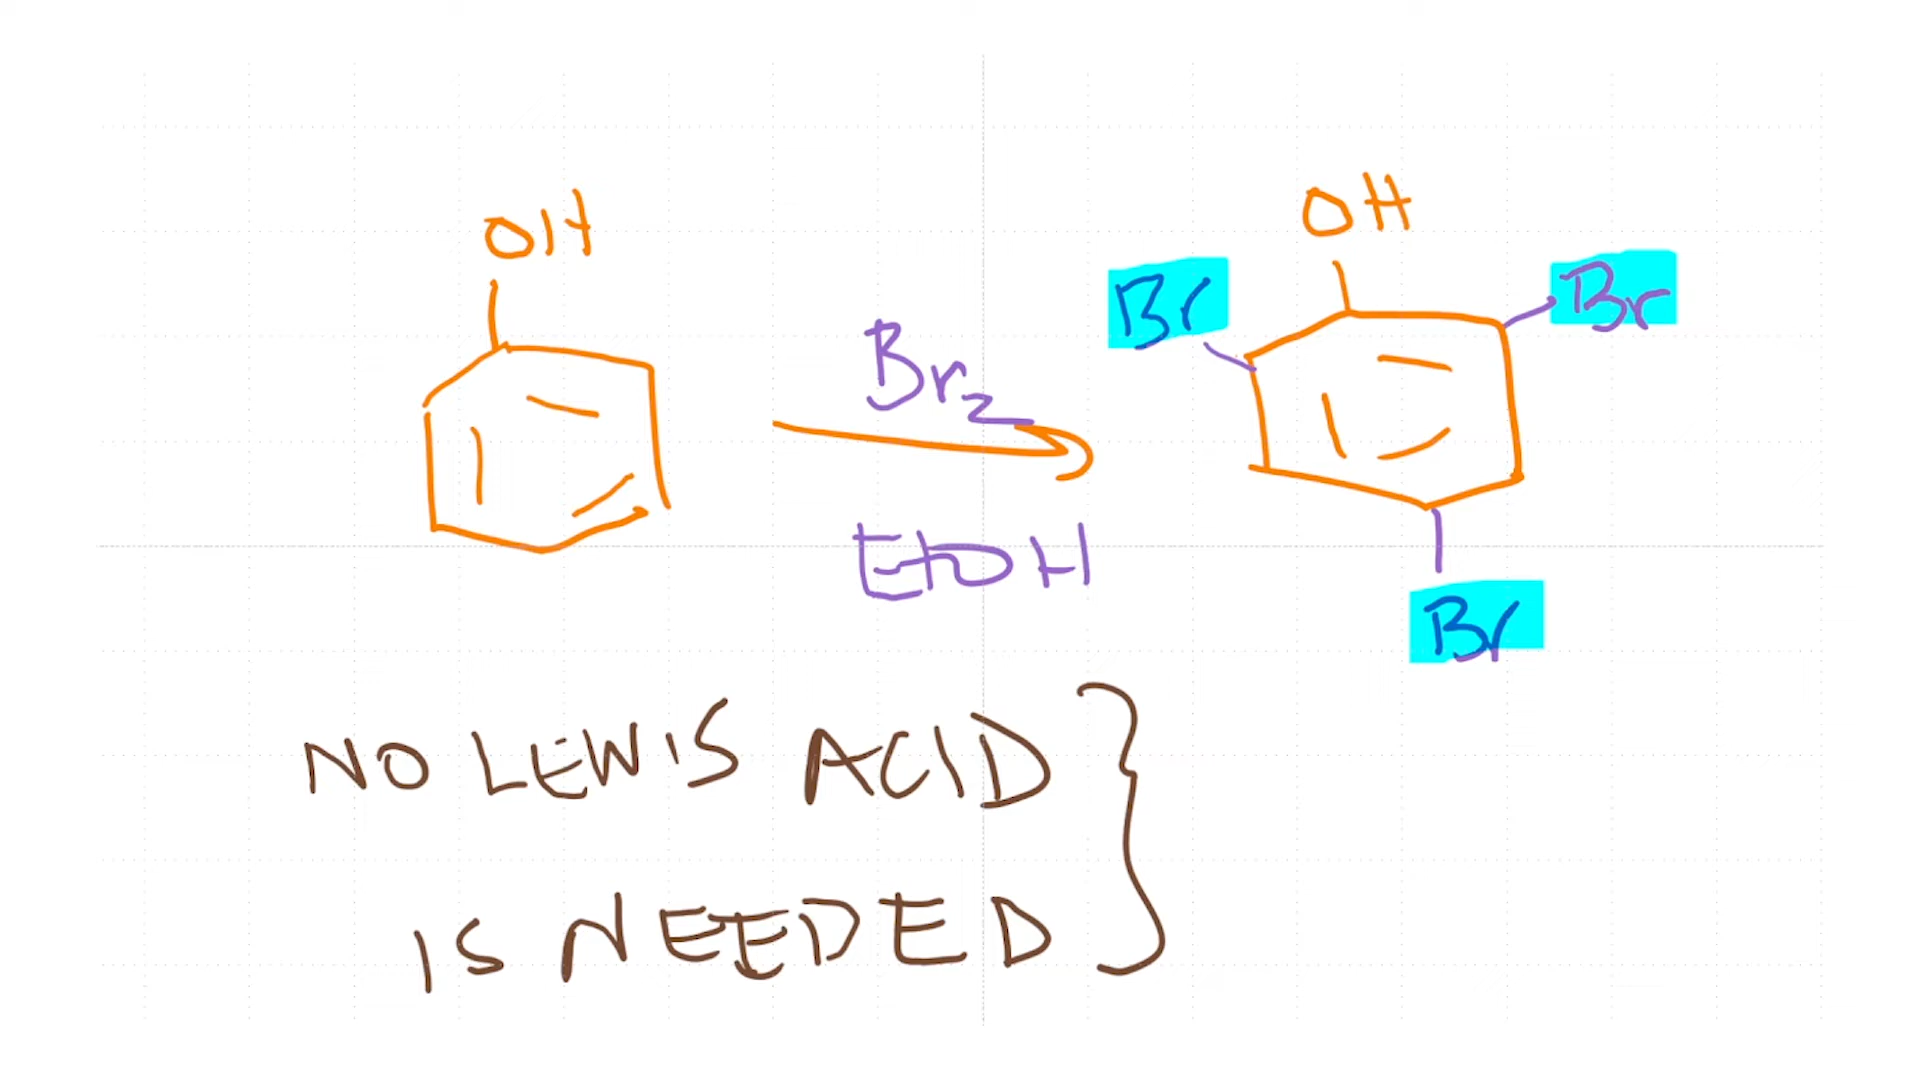 OH
OH
Br
Br
Br2
EtOH
Br
NO LEWIS ACID
IS NEEDED